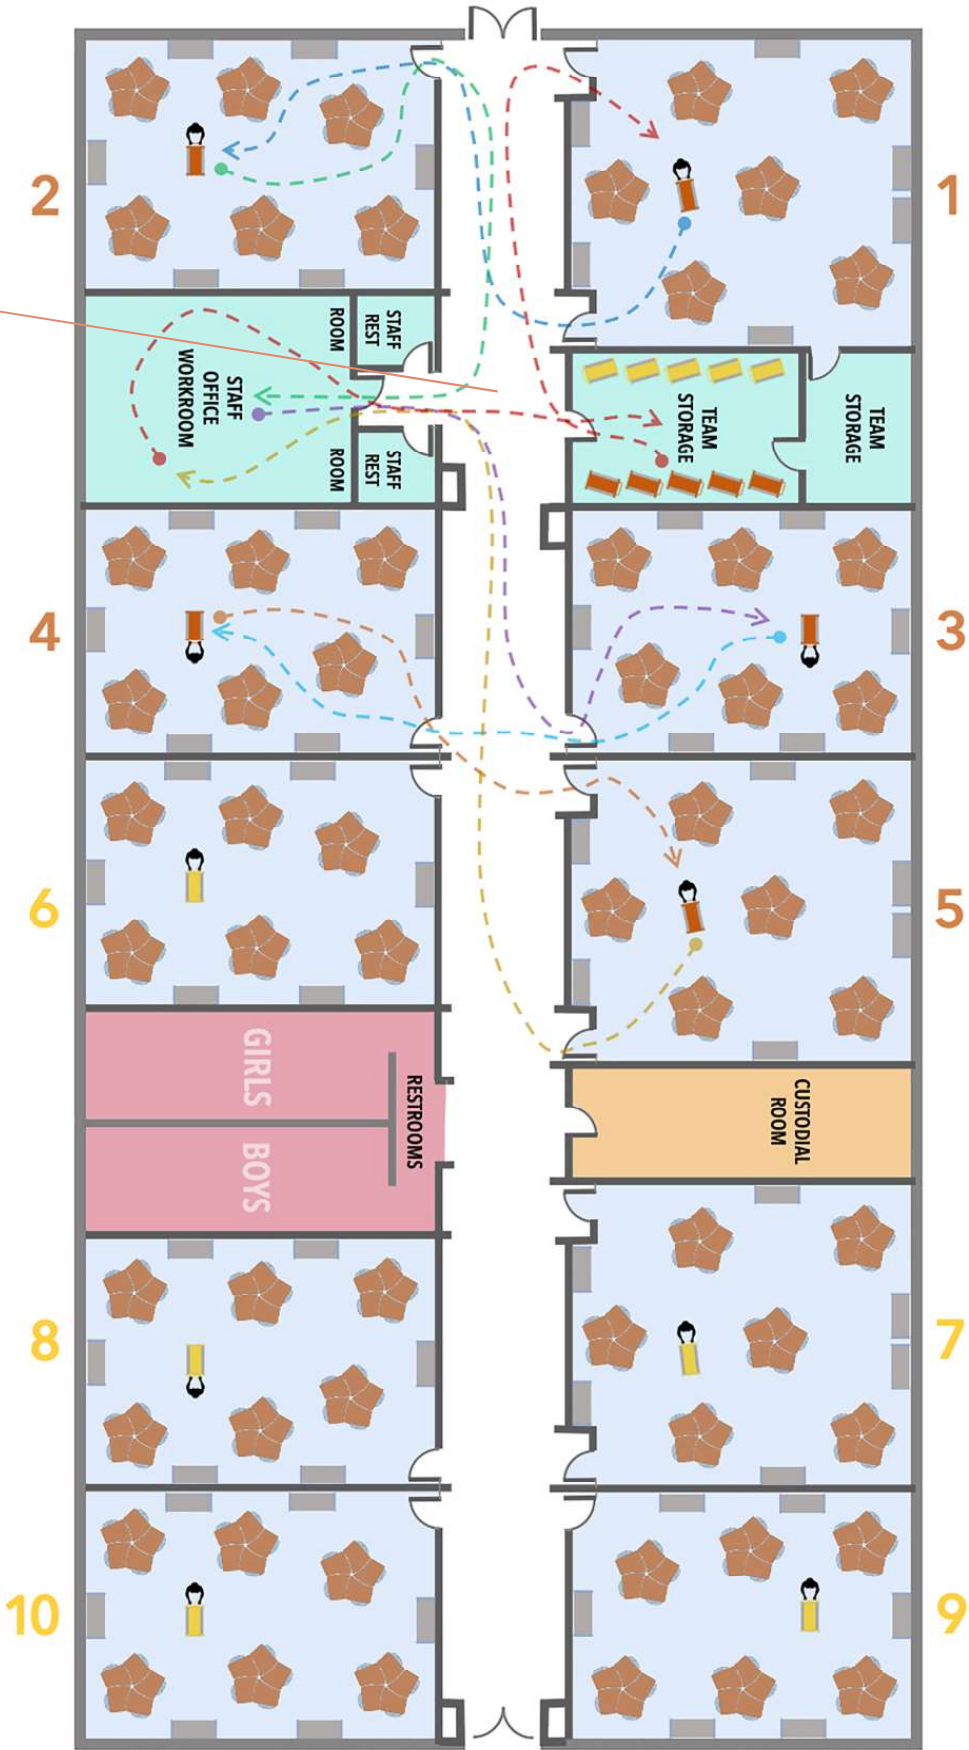 2
1
STAFF
REST
ROOM
STAFF
OFFICE
WORKROOM
STAFF
REST
ROOM
TEAM
STORAGE
TEAM
STORAGE
4
3
6
5
GIRLS
BOYS
RESTROOMS
CUSTODIAL
ROOM
8
7
10
9